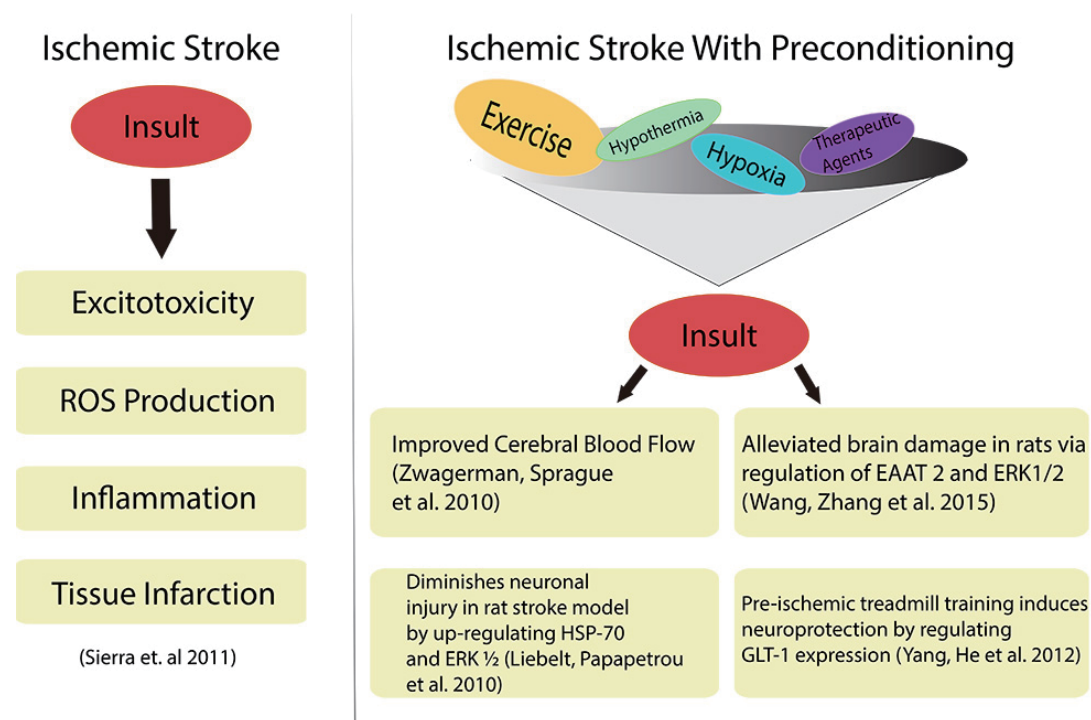 Ischemic Stroke
Insult
Excitotoxicity
ROS Production
Inflammation
Tissue Infarction
(Sierra et. al 2011)
Ischemic Stroke With Preconditioning
Exercise
Hypothermia
Hypoxia
Therapeutic
Agents
Insult
Improved Cerebral Blood Flow
(Zwagerman, Sprague
et al. 2010)
Alleviated brain damage in rats via
regulation of EAAT 2 and ERK1/2
(Wang, Zhang et al. 2015)
Diminishes neuronal
injury in rat stroke model
by up-regulating HSP-70
and ERK ½ (Liebelt, Papapetrou
et al. 2010)
Pre-ischemic treadmill training induces
neuroprotection by regulating
GLT-1 expression (Yang, He et al. 2012)